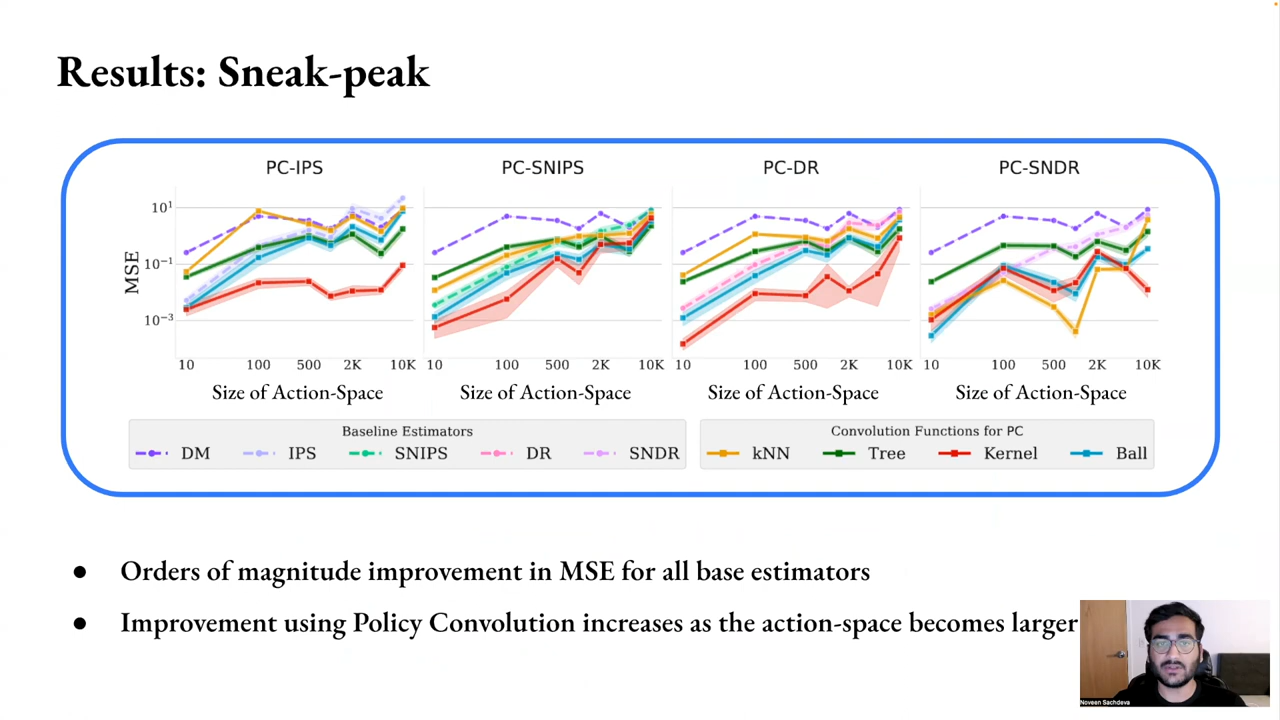 Results: Sneak-peak
PC-IPS PC-SNIPS PC-DR PC-SNDR
MSE
10¹
10⁻¹
10⁻³
10 100 500 2K 10K 10 100 500 2K 10K 10 100 500 2K 10K 10 100 500 2K 10K
Size of Action-Space Size of Action-Space Size of Action-Space Size of Action-Space
Baseline Estimators
DM IPS SNIPS DR SNDR
Convolution Functions for PC
kNN Tree Kernel Ball
● Orders of magnitude improvement in MSE for all base estimators
● Improvement using Policy Convolution increases as the action-space becomes larger
Noveen Sachdeva